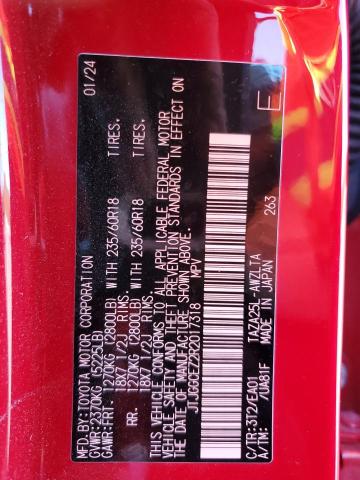 MFD.BY:TOYOTA MOTOR CORPORATION 01/24
GVWR:2370KG (5225LB)
GAWR:FRT. 1270KG (2800LB) WITH 235/60R18 TIRES.
18X7 1/2J RIMS.
RR. 1270KG (2800LB) WITH 235/60R18 TIRES.
18X7 1/2J RIMS.
THIS VEHICLE CONFORMS TO ALL APPLICABLE FEDERAL MOTOR
VEHICLE SAFETY AND THEFT PREVENTION STANDARDS IN EFFECT ON
THE DATE OF MANUFACTURE SHOWN ABOVE.
JTJGGCEZ2R2017318 MPV
C/TR:3T2/EA01 TAZA25L-AWZLTA 263
A/TM: /UA81F MADE IN JAPAN
E